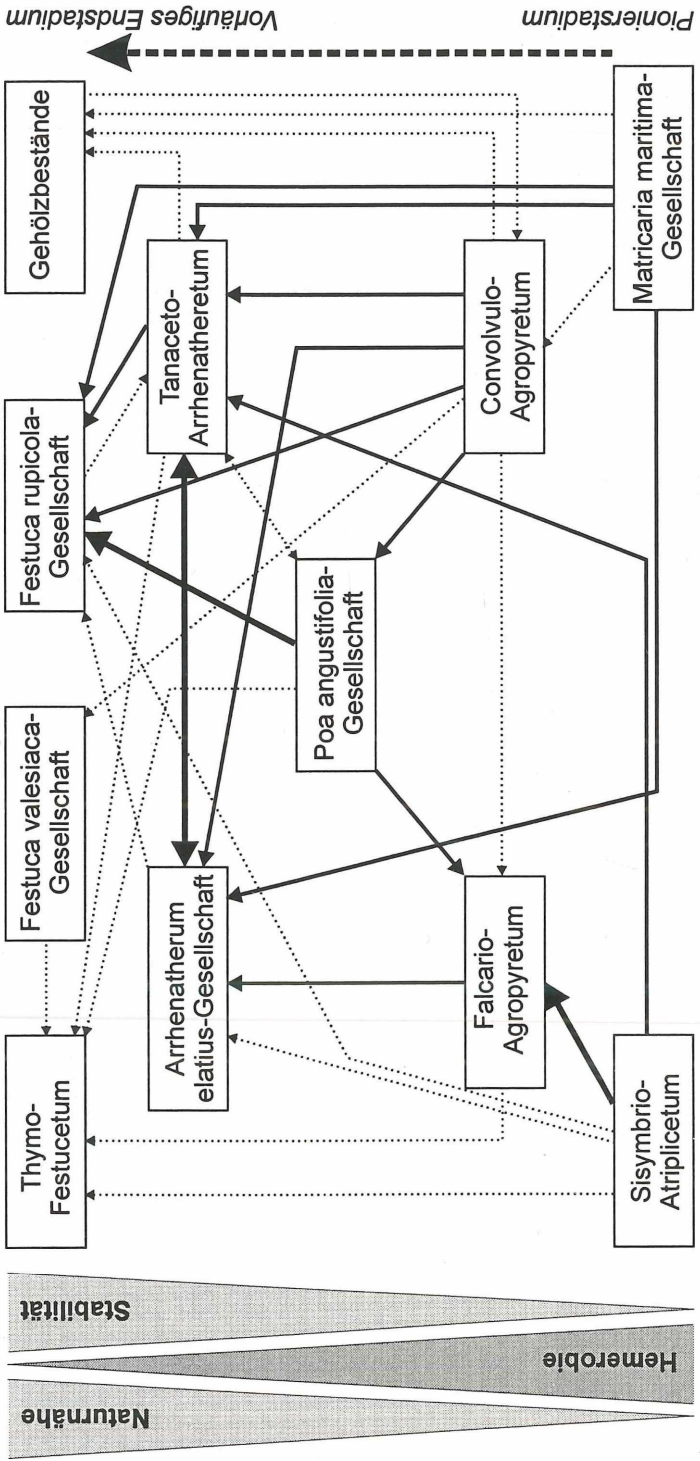 Naturnähe
Hemerobie
Stabilität
Thymo-
Festucetum
Festuca valesiaca-
Gesellschaft
Festuca rupicola-
Gesellschaft
Gehölzbestände
Vorläufiges Endstadium
Arrhenatherum
elatius-Gesellschaft
Tanaceto-
Arrhenatheretum
Poa angustifolia-
Gesellschaft
Falcario-
Agropyretum
Convolvulo-
Agropyretum
Sisymbrio-
Atriplicetum
Matricaria maritima-
Gesellschaft
Pionierstadium